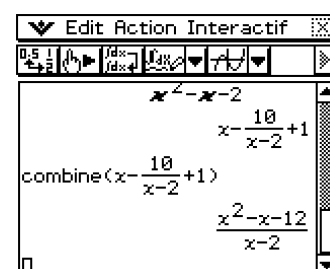 Edit Action Interactif
x²-x-2
x-10/(x-2)+1
combine(x-10/(x-2)+1)
(x²-x-12)/(x-2)